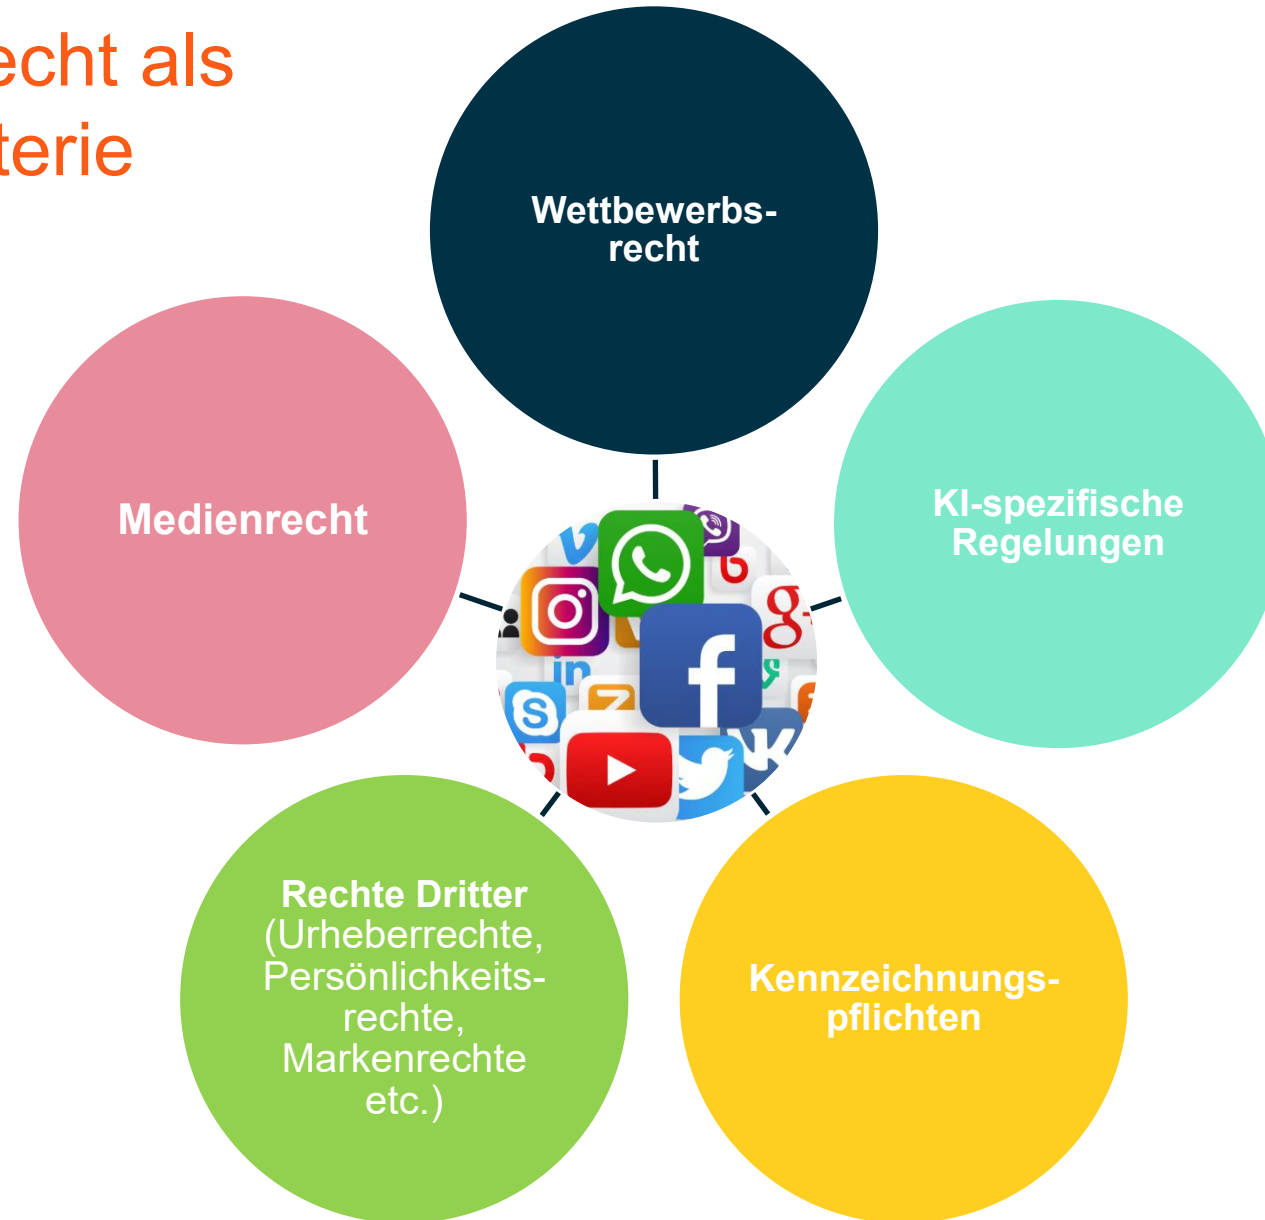 echt als
terie
Wettbewerbs-
recht
Medienrecht
KI-spezifische
Regelungen
Rechte Dritter
(Urheberrechte,
Persönlichkeits-
rechte,
Markenrechte
etc.)
Kennzeichnungs-
pflichten